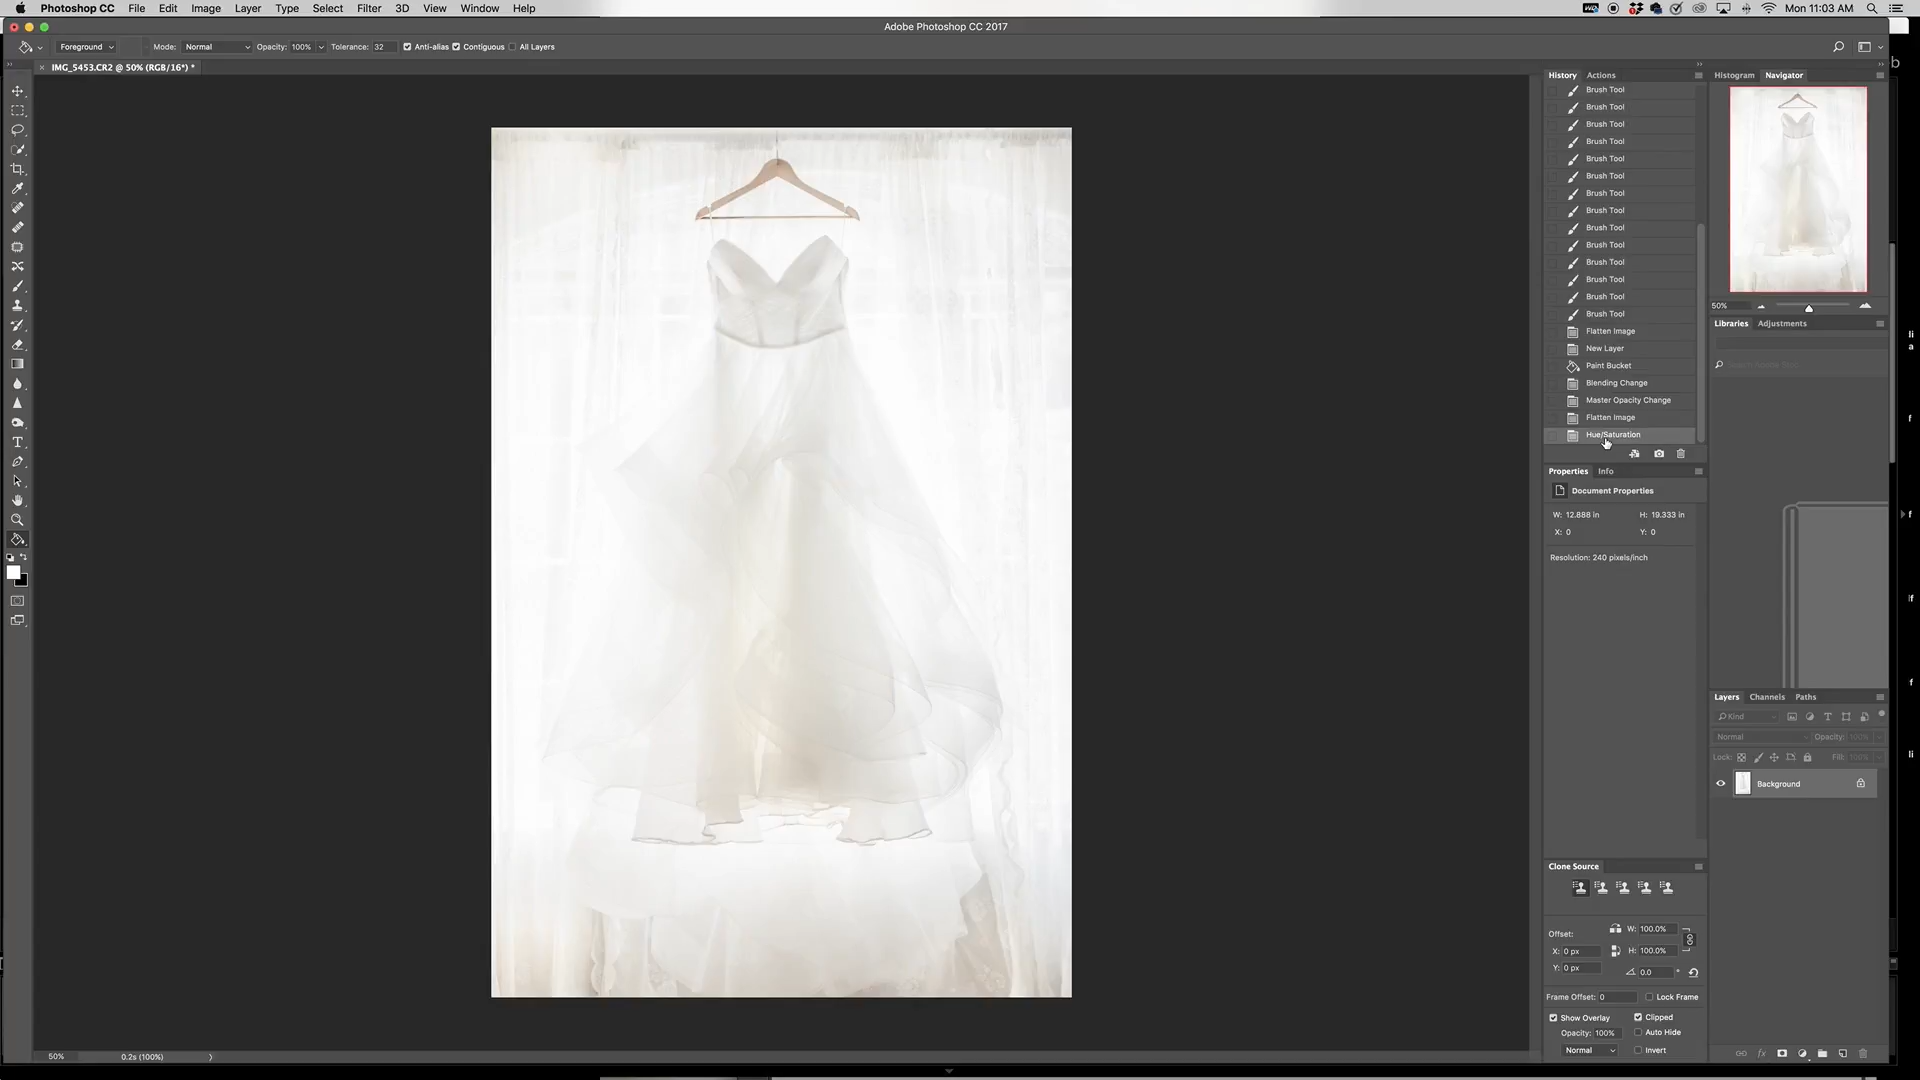 Photoshop CC File Edit Image Layer Type Select Filter 3D View Window Help Mon 11:03 AM
Adobe Photoshop CC 2017
Foreground Mode: Normal Opacity: 100% Tolerance: 32 Anti-alias Contiguous All Layers
IMG_5453.CR2 @ 50% (RGB/16*) *
History Actions
Brush Tool
Brush Tool
Brush Tool
Brush Tool
Brush Tool
Brush Tool
Brush Tool
Brush Tool
Brush Tool
Brush Tool
Brush Tool
Brush Tool
Brush Tool
Brush Tool
Flatten Image
New Layer
Paint Bucket
Blending Change
Master Opacity Change
Flatten Image
Hue/Saturation
Properties Info
Document Properties
W: 12.888 in H: 19.333 in
X: 0 Y: 0
Resolution: 240 pixels/inch
Clone Source
Offset: W: 100.0%
X: 0 px H: 100.0%
Y: 0 px 0.0 °
Frame Offset: 0 Lock Frame
Show Overlay Clipped
Opacity: 100% Auto Hide
Normal Invert
Histogram Navigator
50%
Libraries Adjustments
Layers Channels Paths
Kind
Normal Opacity: 100%
Lock: Fill: 100%
Background
50% 0.2s (100%)